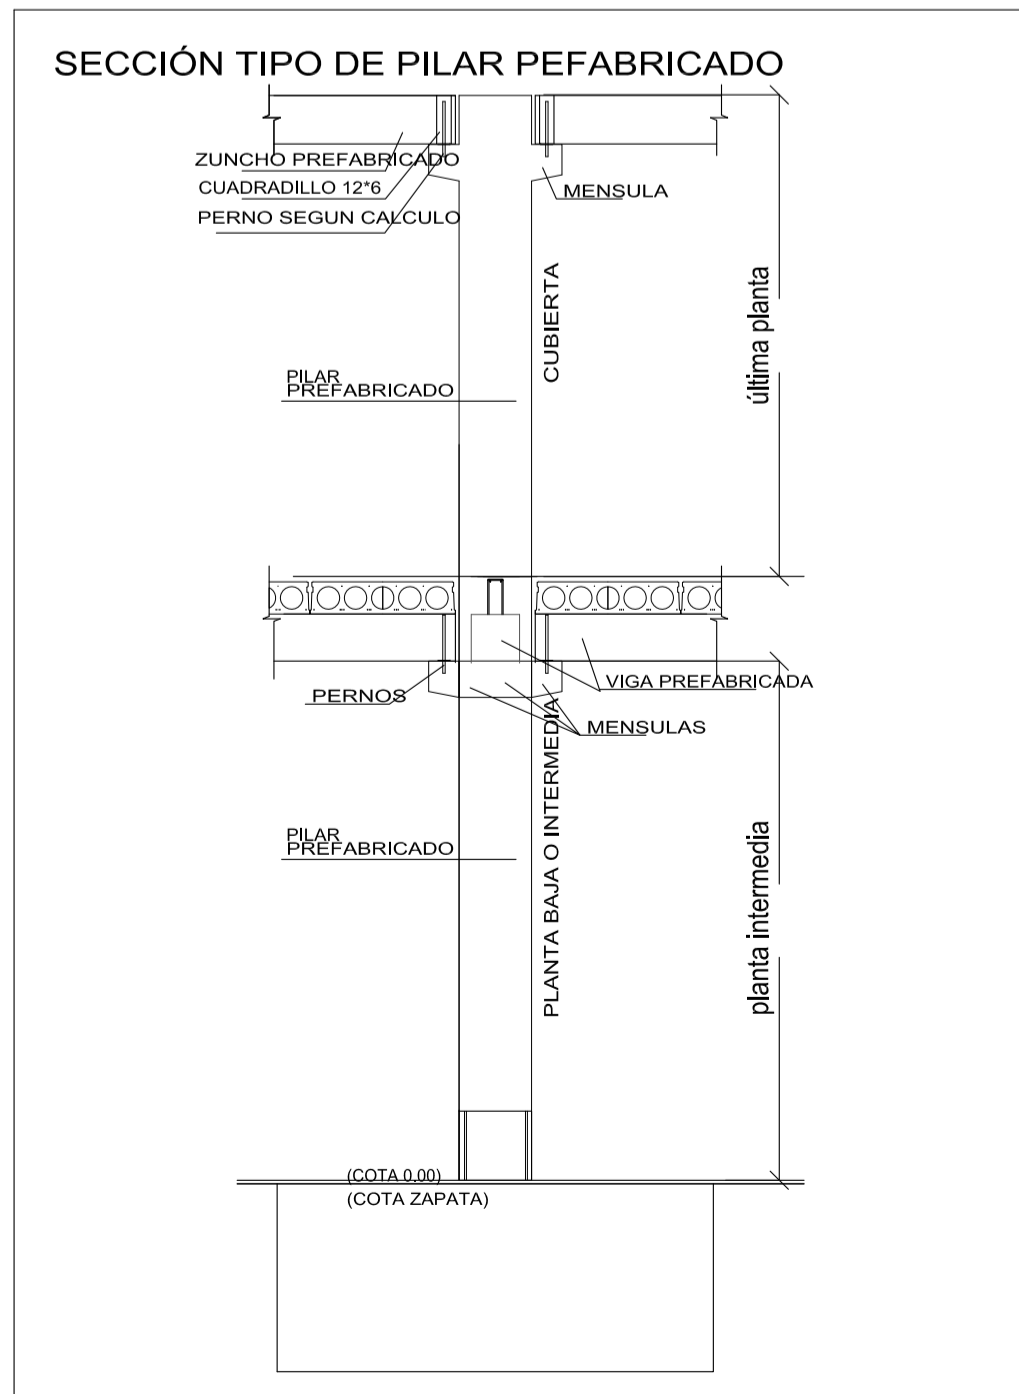 SECCIÓN TIPO DE PILAR PEFABRICADO
ZUNCHO PREFABRICADO
CUADRADILLO 12*6
PERNO SEGUN CALCULO
MENSULA
CUBIERTA
última planta
PILAR
PREFABRICADO
PERNOS
VIGA PREFABRICADA
MENSULAS
PLANTA BAJA O INTERMEDIA
planta intermedia
PILAR
PREFABRICADO
(COTA 0.00)
(COTA ZAPATA)